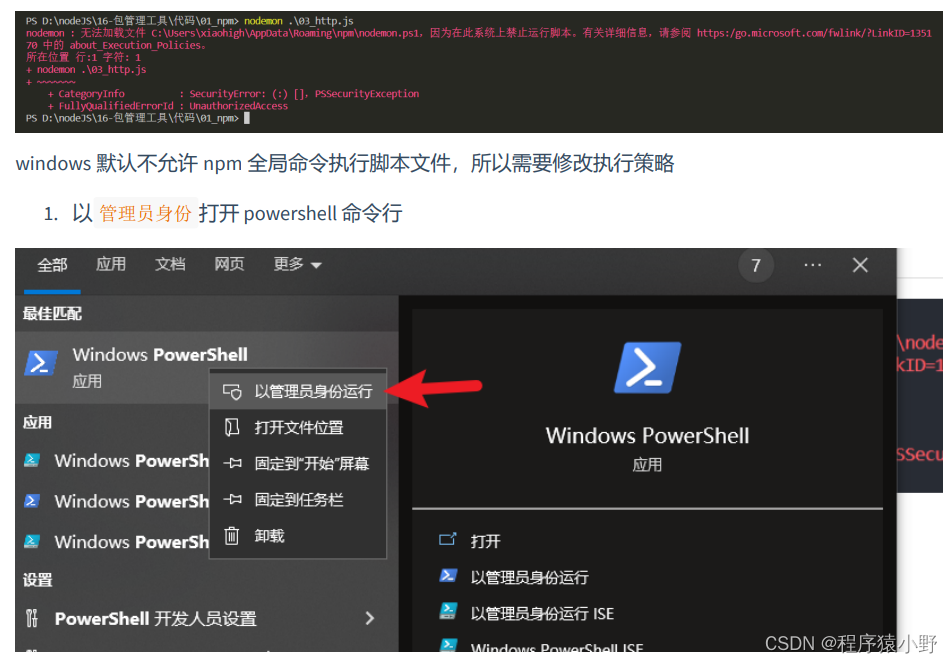 PS D:\nodeJS\16-包管理工具\代码\01_npm> nodemon .\03_http.js
nodemon : 无法加载文件 C:\Users\xiaohigh\AppData\Roaming\npm\nodemon.ps1，因为在此系统上禁止运行脚本。有关详细信息，请参阅 https:/go.microsoft.com/fwlink/?LinkID=1351
70 中的 about_Execution_Policies。
所在位置 行:1 字符: 1
+ nodemon .\03_http.js
+ ~~~~~~~
+ CategoryInfo : SecurityError: (:) []，PSSecurityException
+ FullyQualifiedErrorId : UnauthorizedAccess
PS D:\nodeJS\16-包管理工具\代码\01_npm>
windows 默认不允许 npm 全局命令执行脚本文件，所以需要修改执行策略
1. 以 管理员身份 打开 powershell 命令行
全部 应用 文档 网页 更多 7 ···
最佳匹配
Windows PowerShell
应用
以管理员身份运行
打开文件位置
固定到"开始"屏幕
固定到任务栏
卸载
应用
Windows PowerSh
Windows PowerSh
Windows PowerSh
设置
PowerShell 开发人员设置
Windows PowerShell
应用
打开
以管理员身份运行
以管理员身份运行 ISE
Windows PowerShell ISE
\node
kID=1
SSecu
CSDN @程序猿小野